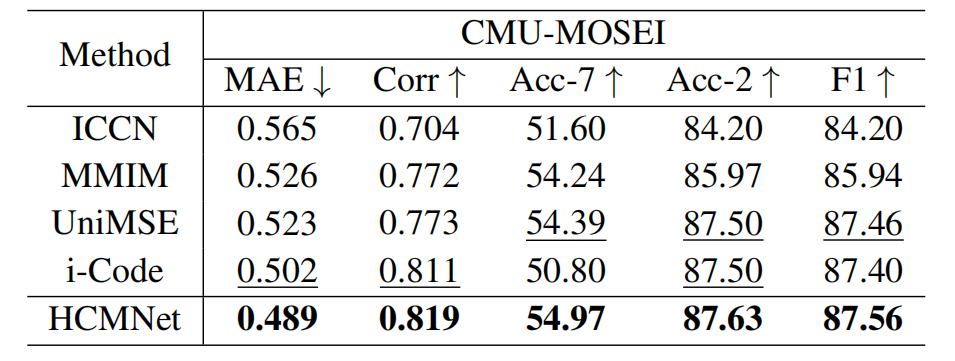 Method CMU-MOSEI
MAE ↓ Corr ↑ Acc-7 ↑ Acc-2 ↑ F1 ↑
ICCN 0.565 0.704 51.60 84.20 84.20
MMIM 0.526 0.772 54.24 85.97 85.94
UniMSE 0.523 0.773 54.39 87.50 87.46
i-Code 0.502 0.811 50.80 87.50 87.40
HCMNet 0.489 0.819 54.97 87.63 87.56